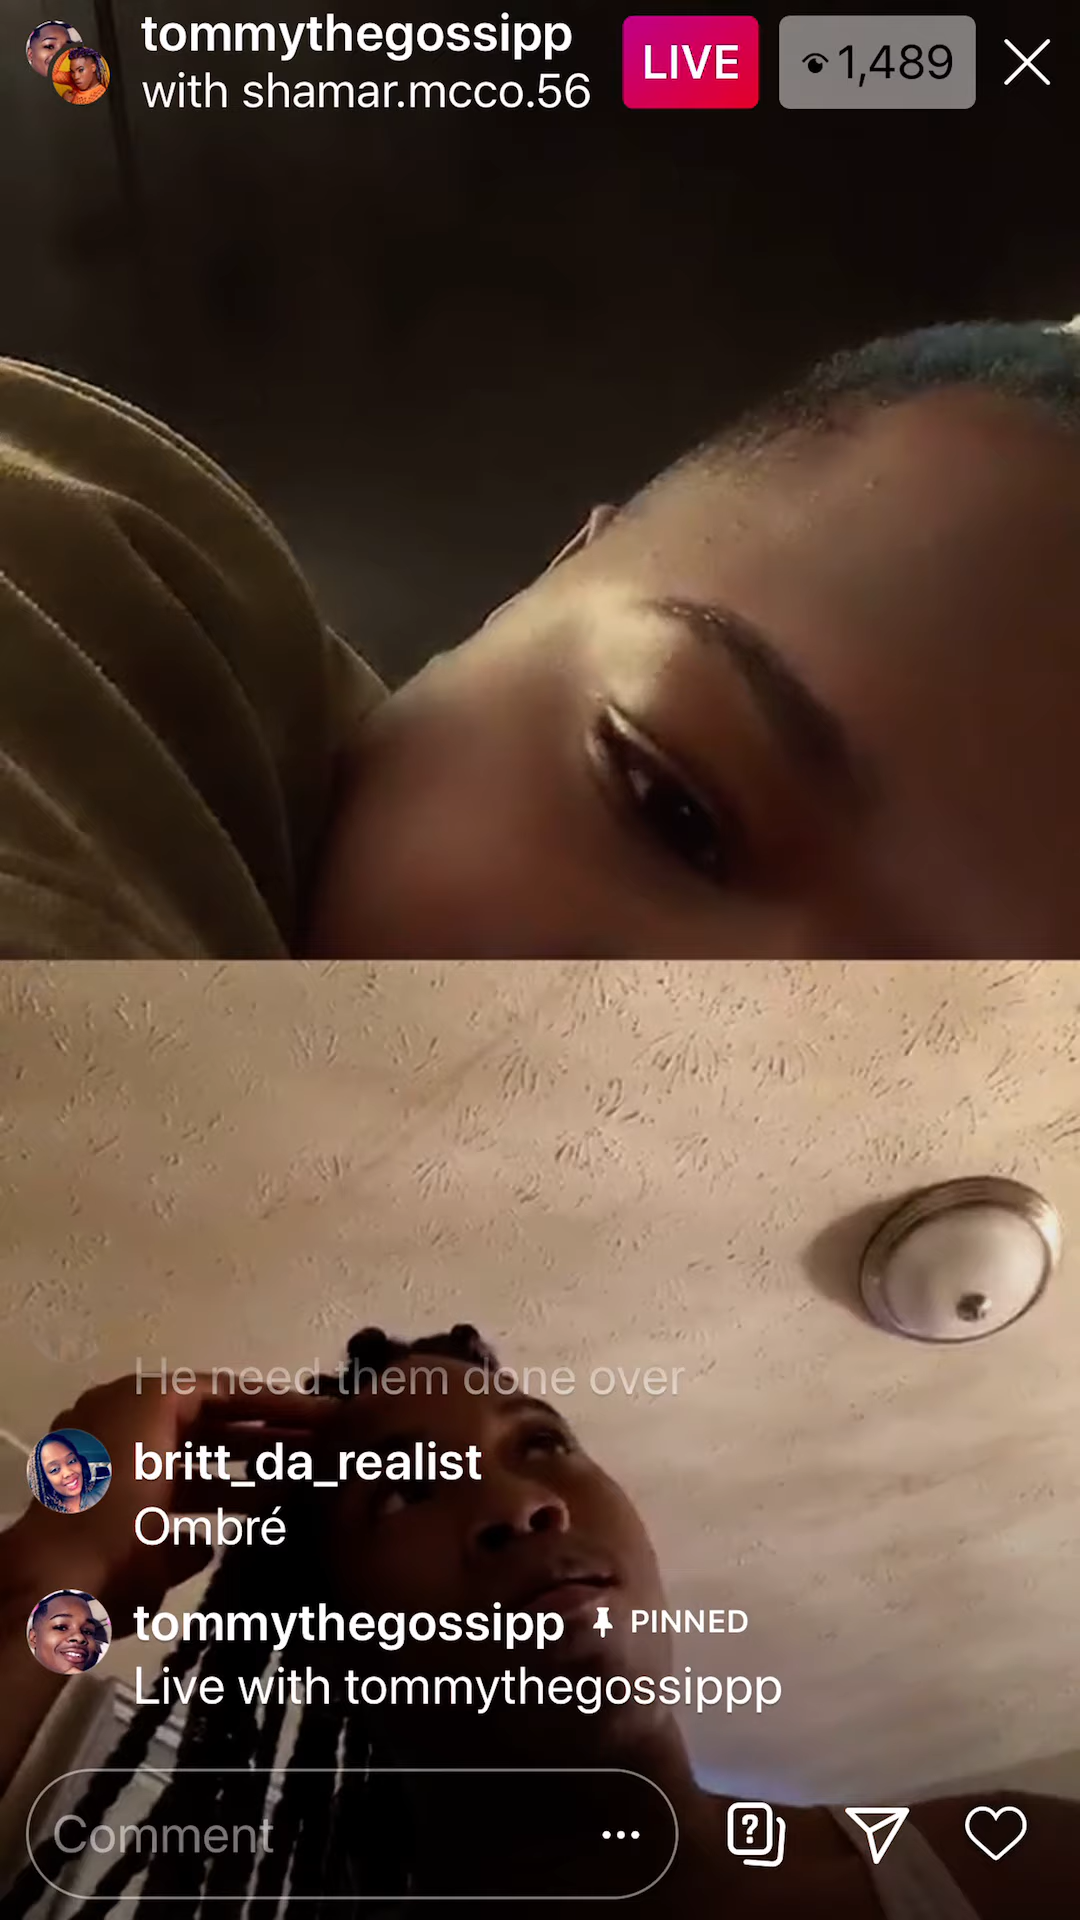 tommythegossipp
with shamar.mcco.56
LIVE
1,489
He need them done over
britt_da_realist
Ombré
tommythegossipp PINNED
Live with tommythegossippp
Comment